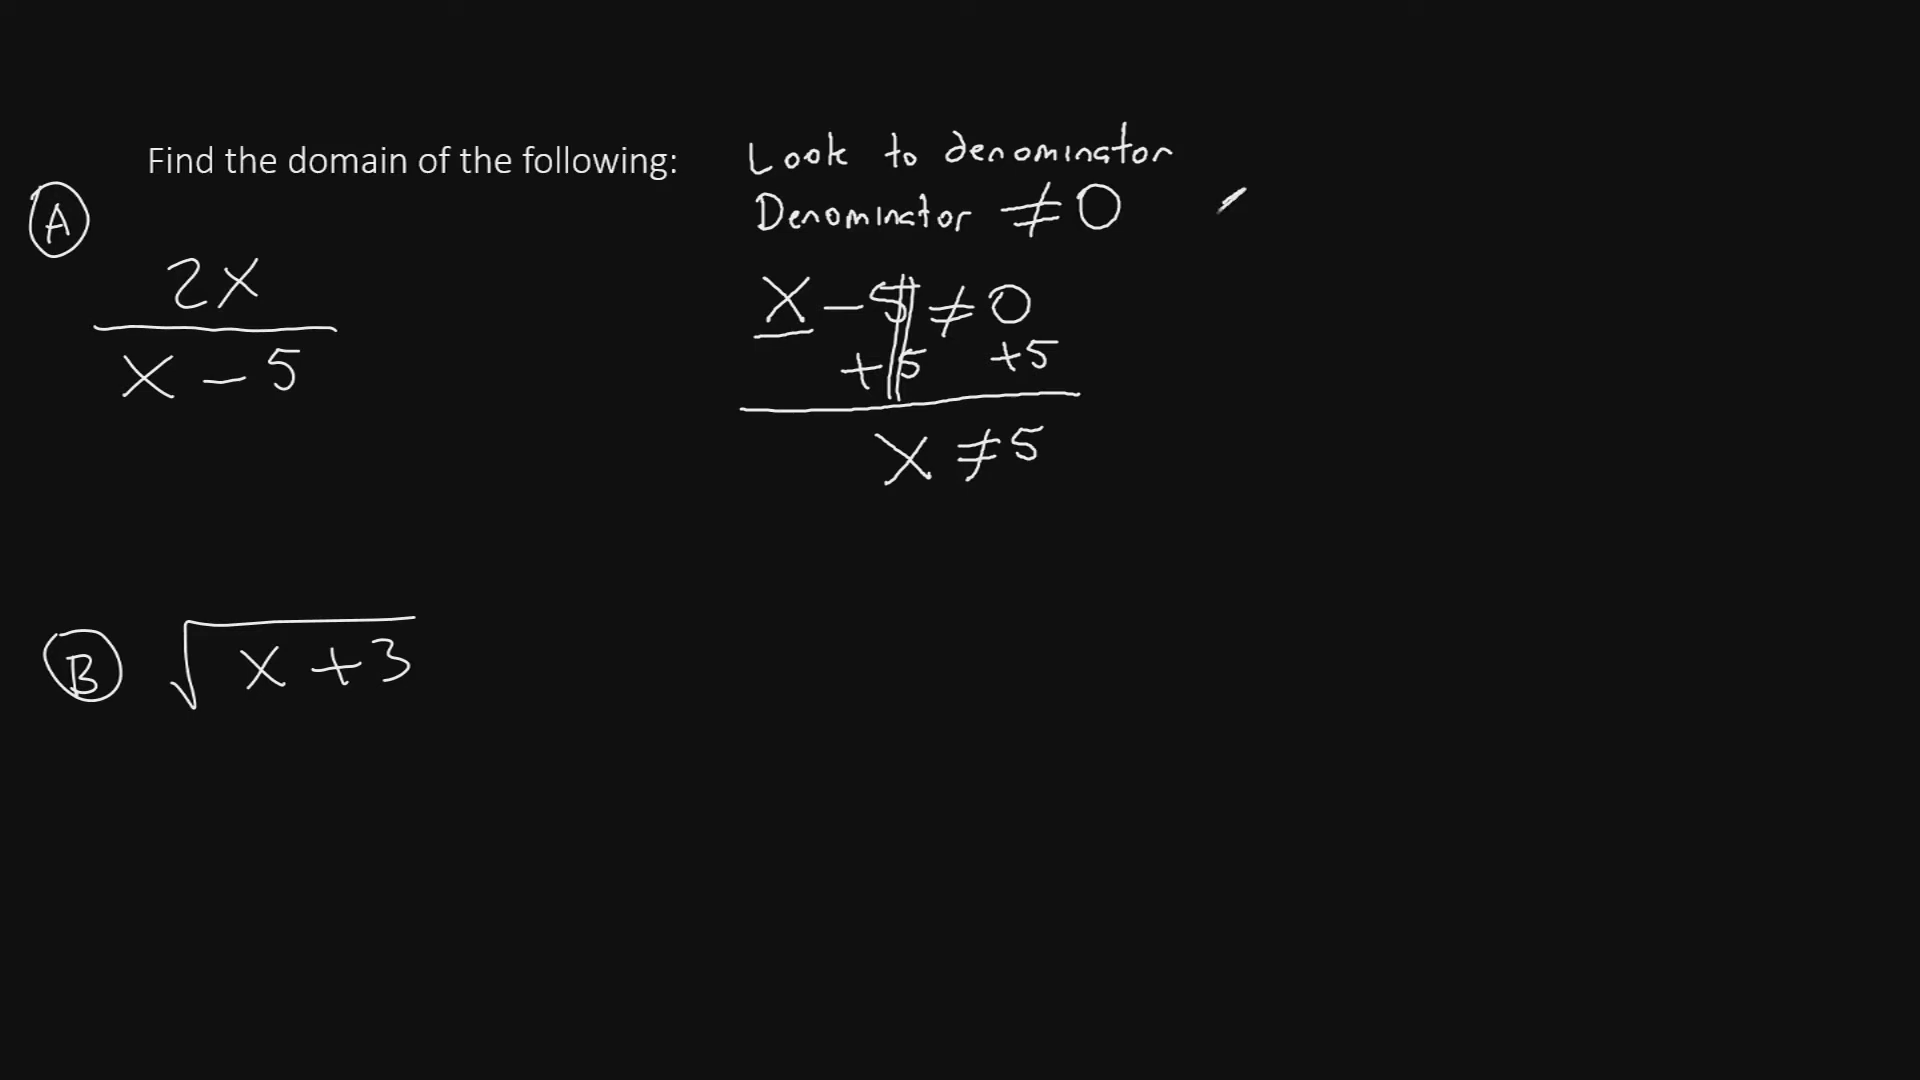 Find the domain of the following:
Look to denominator
Denominator ≠ 0
A
2x
x - 5
x - 5 ≠ 0
+5 +5
x ≠ 5
B √x + 3